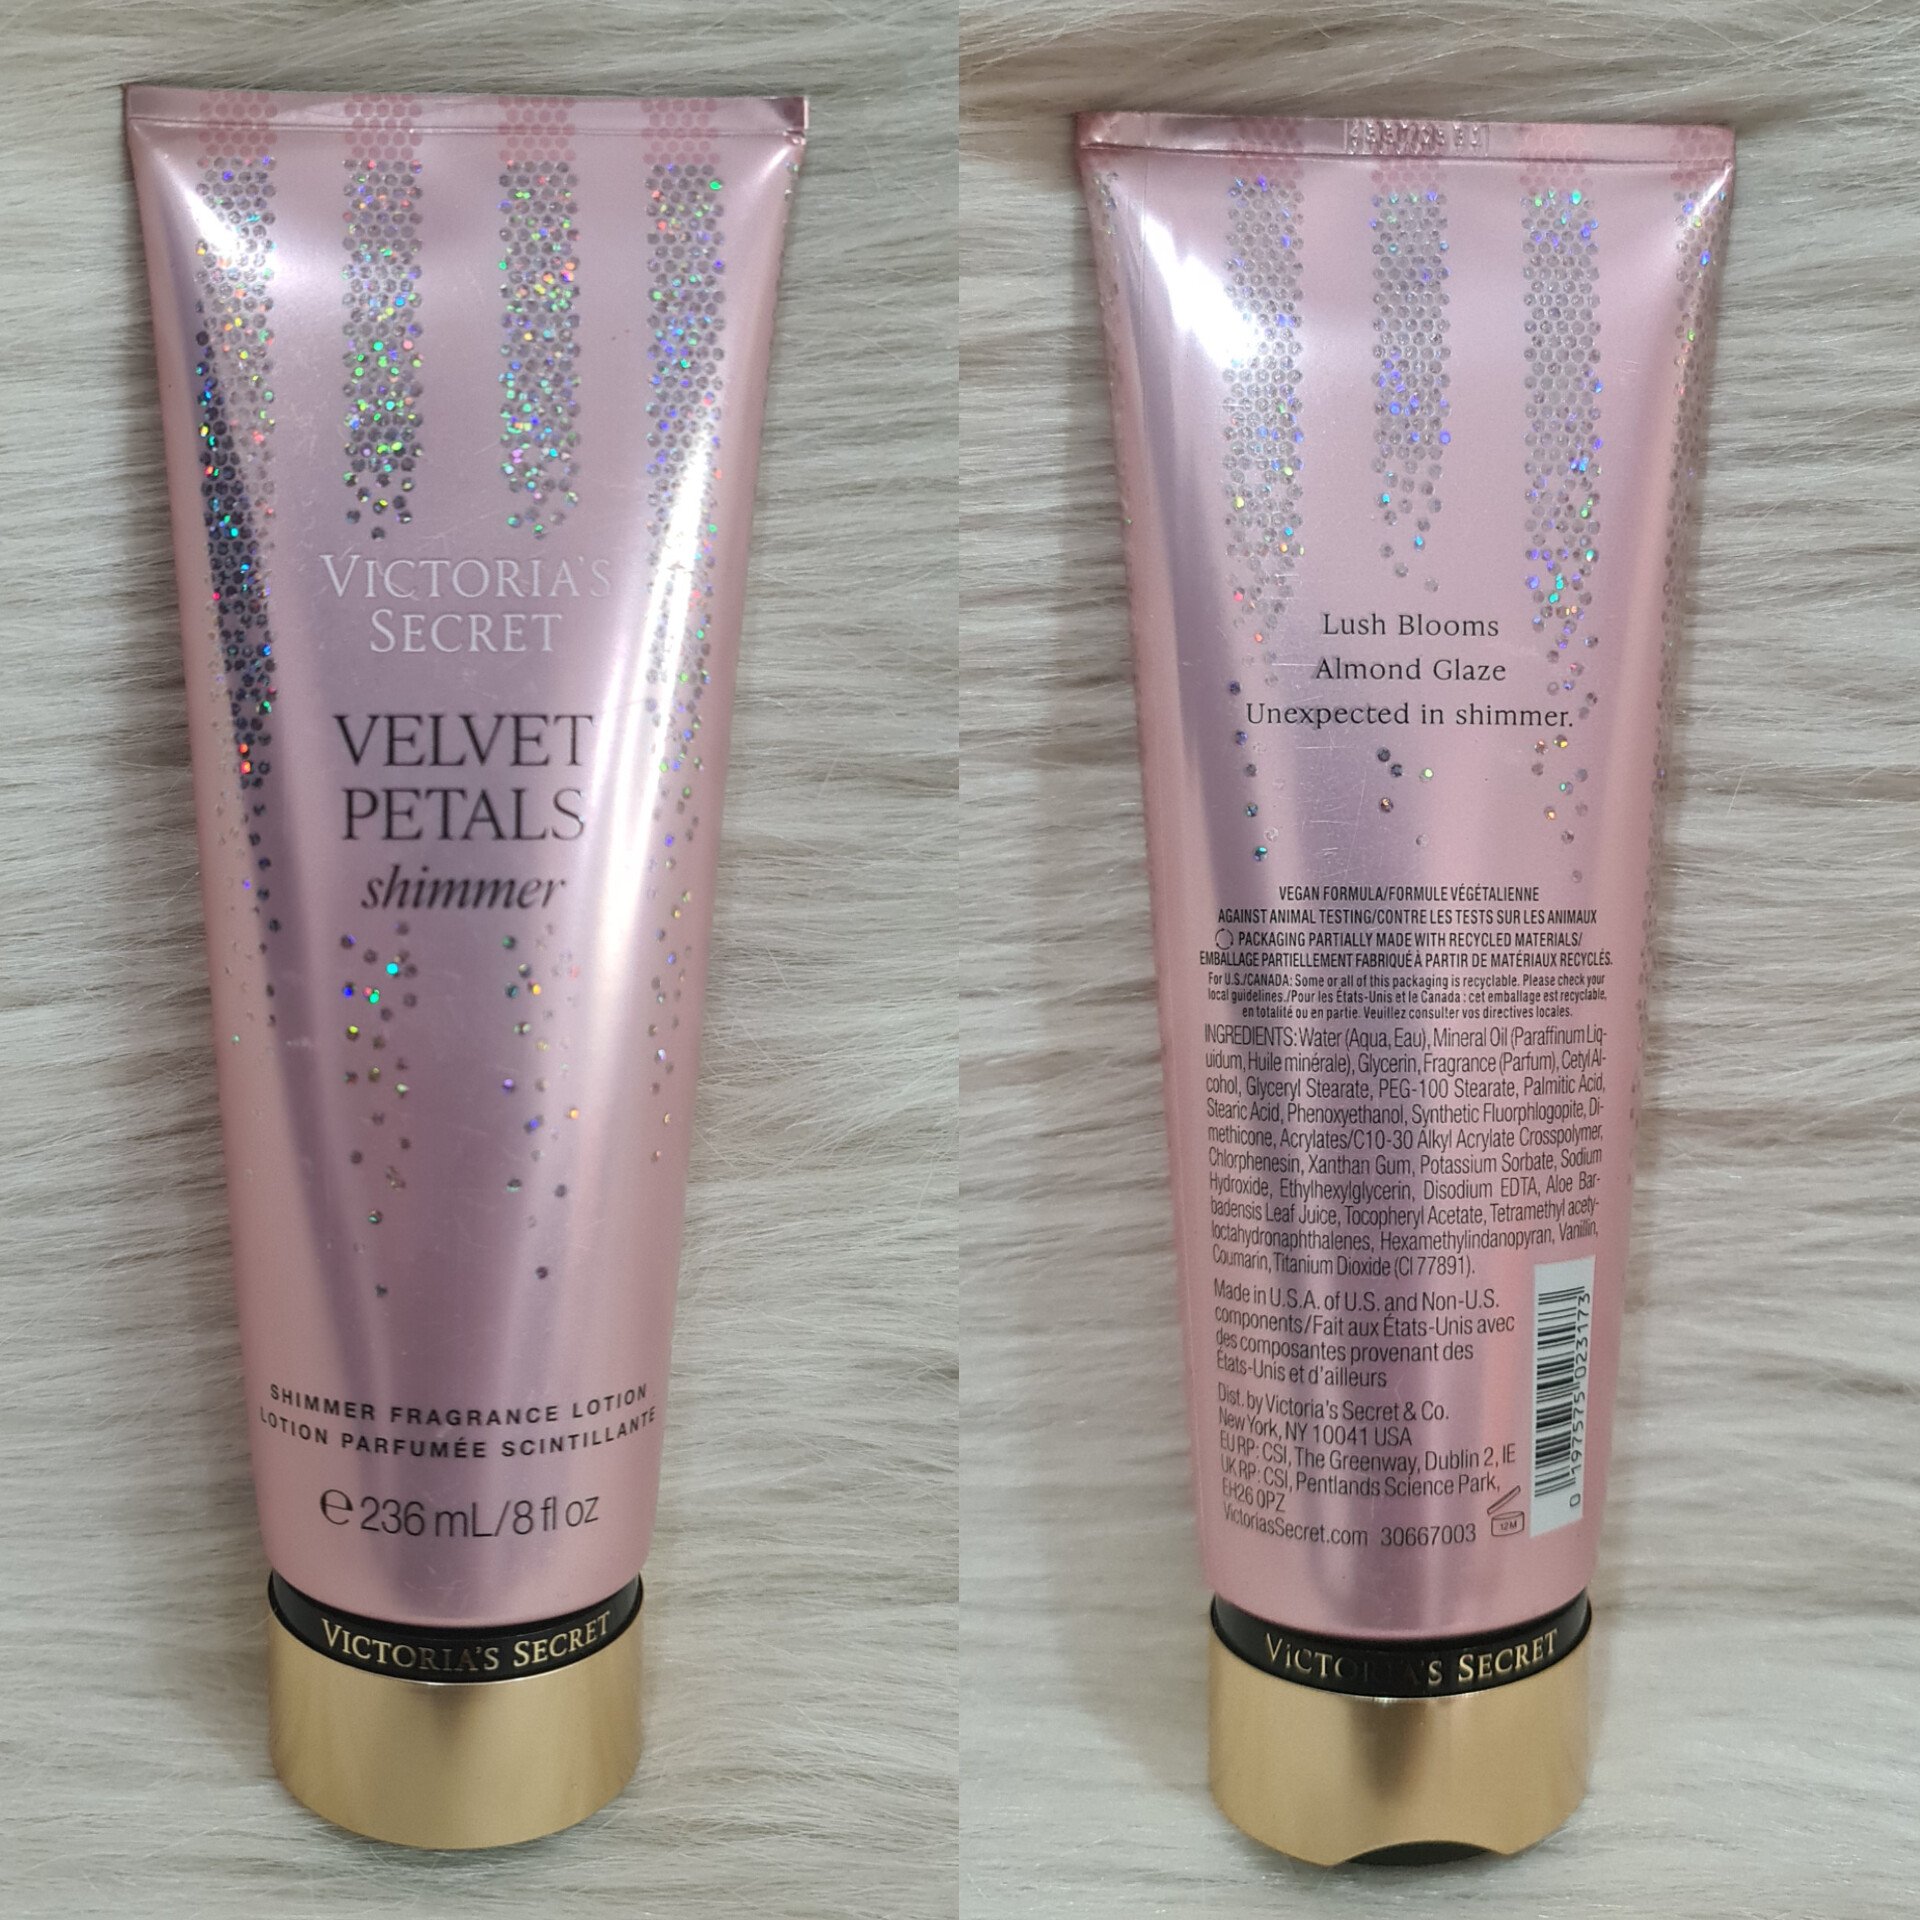 VICTORIA'S
SECRET
VELVET
PETALS
shimmer
SHIMMER FRAGRANCE LOTION
LOTION PARFUMÉE SCINTILLANTE
℮ 236 mL/8 fl oz
VICTORIA'S SECRET
Lush Blooms
Almond Glaze
Unexpected in shimmer.
VEGAN FORMULA/FORMULE VÉGÉTALIENNE
AGAINST ANIMAL TESTING/CONTRE LES TESTS SUR LES ANIMAUX
PACKAGING PARTIALLY MADE WITH RECYCLED MATERIALS/
EMBALLAGE PARTIELLEMENT FABRIQUÉ À PARTIR DE MATÉRIAUX RECYCLÉS.
For U.S./CANADA: Some or all of this packaging is recyclable. Please check your
local guidelines./Pour les États-Unis et le Canada : cet emballage est recyclable,
en totalité ou en partie. Veuillez consulter vos directives locales.
INGREDIENTS: Water (Aqua, Eau), Mineral Oil (Paraffinum Liq-
uidum, Huile minérale), Glycerin, Fragrance (Parfum), Cetyl Al-
cohol, Glyceryl Stearate, PEG-100 Stearate, Palmitic Acid,
Stearic Acid, Phenoxyethanol, Synthetic Fluorphlogopite, Di-
methicone, Acrylates/C10-30 Alkyl Acrylate Crosspolymer,
Chlorphenesin, Xanthan Gum, Potassium Sorbate, Sodium
Hydroxide, Ethylhexylglycerin, Disodium EDTA, Aloe Bar-
badensis Leaf Juice, Tocopheryl Acetate, Tetramethyl acety-
loctahydronaphthalenes, Hexamethylindanopyran, Vanillin,
Coumarin, Titanium Dioxide (CI 77891).
Made in U.S.A. of U.S. and Non-U.S.
components/Fait aux États-Unis avec
des composantes provenant des
États-Unis et d'ailleurs
Dist. by Victoria's Secret & Co.
New York, NY 10041 USA
EU RP: CSI, The Greenway, Dublin 2, IE
UK RP: CSI, Pentlands Science Park,
EH26 0PZ
VictoriasSecret.com 30667003
12M
0 197575 023173
VICTORIA'S SECRET